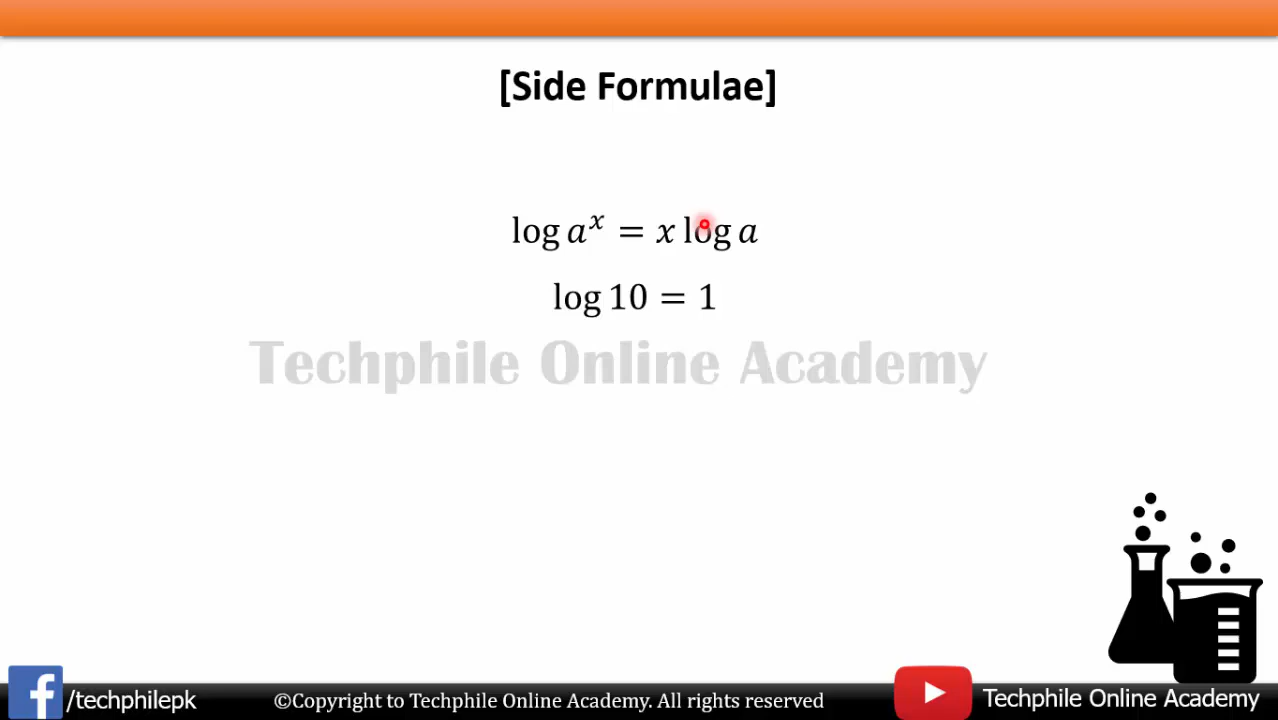 [Side Formulae]
log aˣ = x log a
log 10 = 1
Techphile Online Academy
f /techphilepk ©Copyright to Techphile Online Academy. All rights reserved Techphile Online Academy